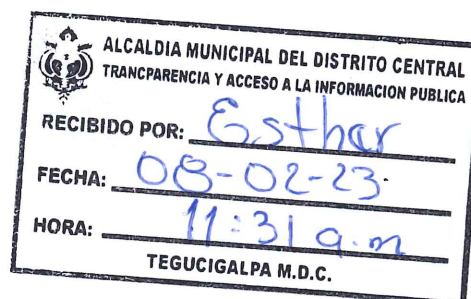 ALCALDIA MUNICIPAL DEL DISTRITO CENTRAL
TRANCPARENCIA Y ACCESO A LA INFORMACION PUBLICA
RECIBIDO POR: Esthar
FECHA: 08-02-23.
HORA: 11:31 a.m
TEGUCIGALPA M.D.C.